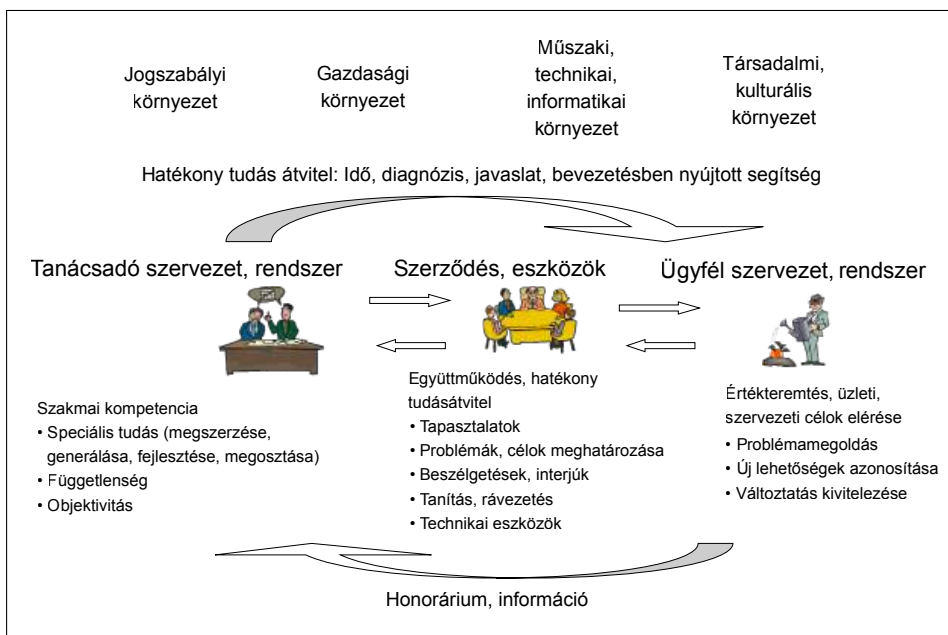 Jogszabályi
környezet
Gazdasági
környezet
Műszaki,
technikai,
informatikai
környezet
Társadalmi,
kulturális
környezet
Hatékony tudás átvitel: Idő, diagnózis, javaslat, bevezetésben nyújtott segítség
Tanácsadó szervezet, rendszer
Szerződés, eszközök
Ügyfél szervezet, rendszer
Szakmai kompetencia
• Speciális tudás (megszerzése,
generálása, fejlesztése, megosztása)
• Függetlenség
• Objektivitás
Együttműködés, hatékony
tudásátvitel
• Tapasztalatok
• Problémák, célok meghatározása
• Beszélgetések, interjúk
• Tanítás, rávezetés
• Technikai eszközök
Értékteremtés, üzleti,
szervezeti célok elérése
• Problémamegoldás
• Új lehetőségek azonosítása
• Változtatás kivitelezése
Honorárium, információ